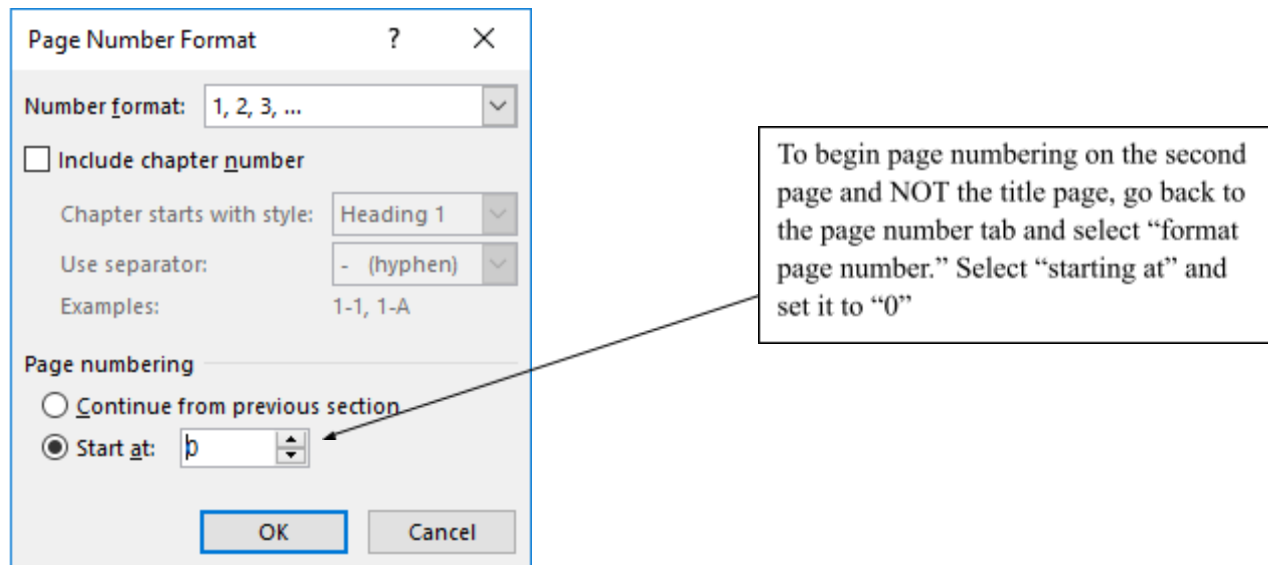 Page Number Format ? X
Number format: 1, 2, 3, ...
Include chapter number
Chapter starts with style: Heading 1
Use separator: - (hyphen)
Examples: 1-1, 1-A
Page numbering
Continue from previous section
Start at: 0
OK Cancel
To begin page numbering on the second
page and NOT the title page, go back to
the page number tab and select “format
page number.” Select “starting at” and
set it to “0”